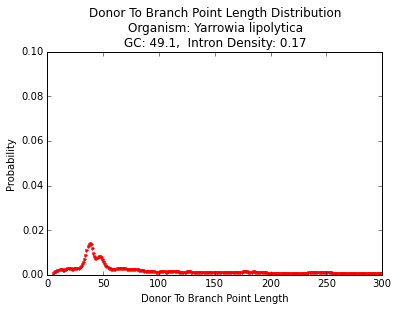 Donor To Branch Point Length Distribution
Organism: Yarrowia lipolytica
GC: 49.1,  Intron Density: 0.17
0.10
0.08
0.06
0.04
0.02
0.00
Probability
0 50 100 150 200 250 300
Donor To Branch Point Length